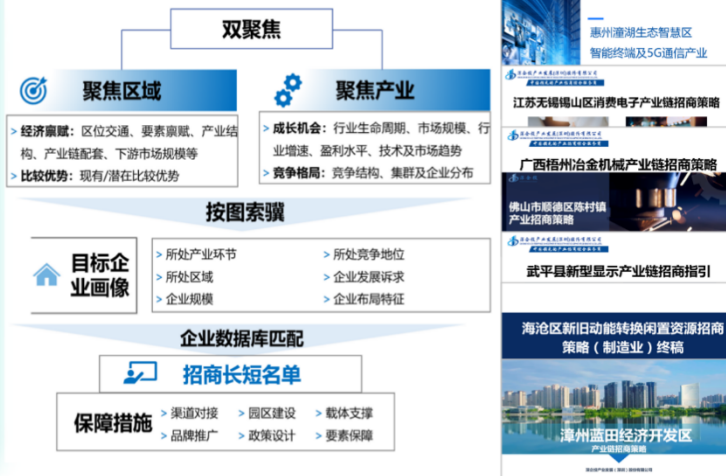 双聚焦
聚焦区域
> 经济禀赋：区位交通、要素禀赋、产业结
构、产业链配套、下游市场规模等
> 比较优势：现有/潜在比较优势
聚焦产业
> 成长机会：行业生命周期、市场规模、行
业增速、盈利水平、技术及市场趋势
> 竞争格局：竞争结构、集群及企业分布
按图索骥
目标企
业画像
> 所处产业环节
> 所处区域
> 企业规模
> 所处竞争地位
> 企业发展诉求
> 企业布局特征
企业数据库匹配
招商长短名单
保障措施
> 渠道对接
> 园区建设
> 载体支撑
> 品牌推广
> 政策设计
> 要素保障
惠州潼湖生态智慧区
智能终端及5G通信产业
江苏无锡锡山区消费电子产业链招商策略
广西梧州冶金机械产业链招商策略
佛山市顺德区陈村镇
产业招商策略
武平县新型显示产业链招商指引
海沧区新旧动能转换闲置资源招商
策略（制造业）终稿
漳州蓝田经济开发区
产业链招商策略